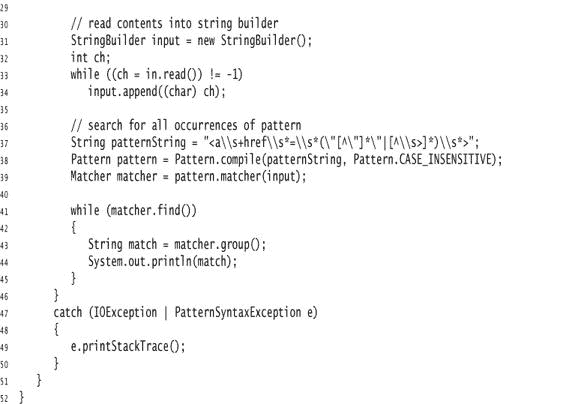 29
30 // read contents into string builder
31 StringBuilder input = new StringBuilder();
32 int ch;
33 while ((ch = in.read()) != -1)
34 input.append((char) ch);
35
36 // search for all occurrences of pattern
37 String patternString = "<a\\s+href\\s*=\\s*(\"[^\"]*\"|[^\\s>]*)\\s*>";
38 Pattern pattern = Pattern.compile(patternString, Pattern.CASE_INSENSITIVE);
39 Matcher matcher = pattern.matcher(input);
40
41 while (matcher.find())
42 {
43 String match = matcher.group();
44 System.out.println(match);
45 }
46 }
47 catch (IOException | PatternSyntaxException e)
48 {
49 e.printStackTrace();
50 }
51 }
52 }